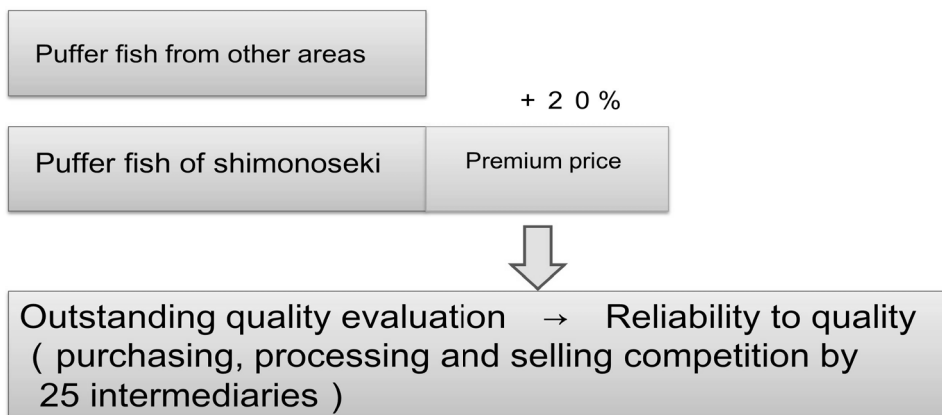 Puffer fish from other areas
+20%
Puffer fish of shimonoseki
Premium price
Outstanding quality evaluation → Reliability to quality
( purchasing, processing and selling competition by
25 intermediaries )